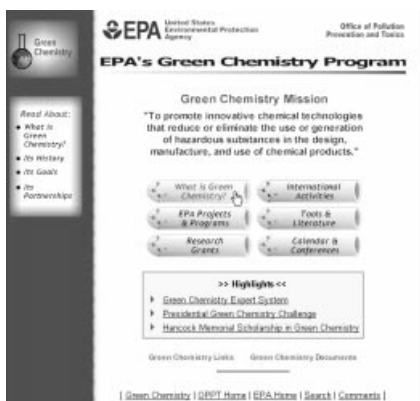 Green
Chemistry
EPA
United States
Environmental Protection
Agency
Office of Pollution
Prevention and Toxics
EPA's Green Chemistry Program
Read About:
What is
Green
Chemistry?
Its History
Its Goals
Its
Partnerships
Green Chemistry Mission
"To promote innovative chemical technologies
that reduce or eliminate the use or generation
of hazardous substances in the design,
manufacture, and use of chemical products."
What is Green
Chemistry?
International
Activities
EPA Projects
& Programs
Tools &
Literature
Research
Grants
Calendar &
Conferences
>> Highlights <<
Green Chemistry Expert System
Presidential Green Chemistry Challenge
Hancock Memorial Scholarship in Green Chemistry
Green Chemistry Links Green Chemistry Documents
[ Green Chemistry | OPPT Home | EPA Home | Search | Comments ]